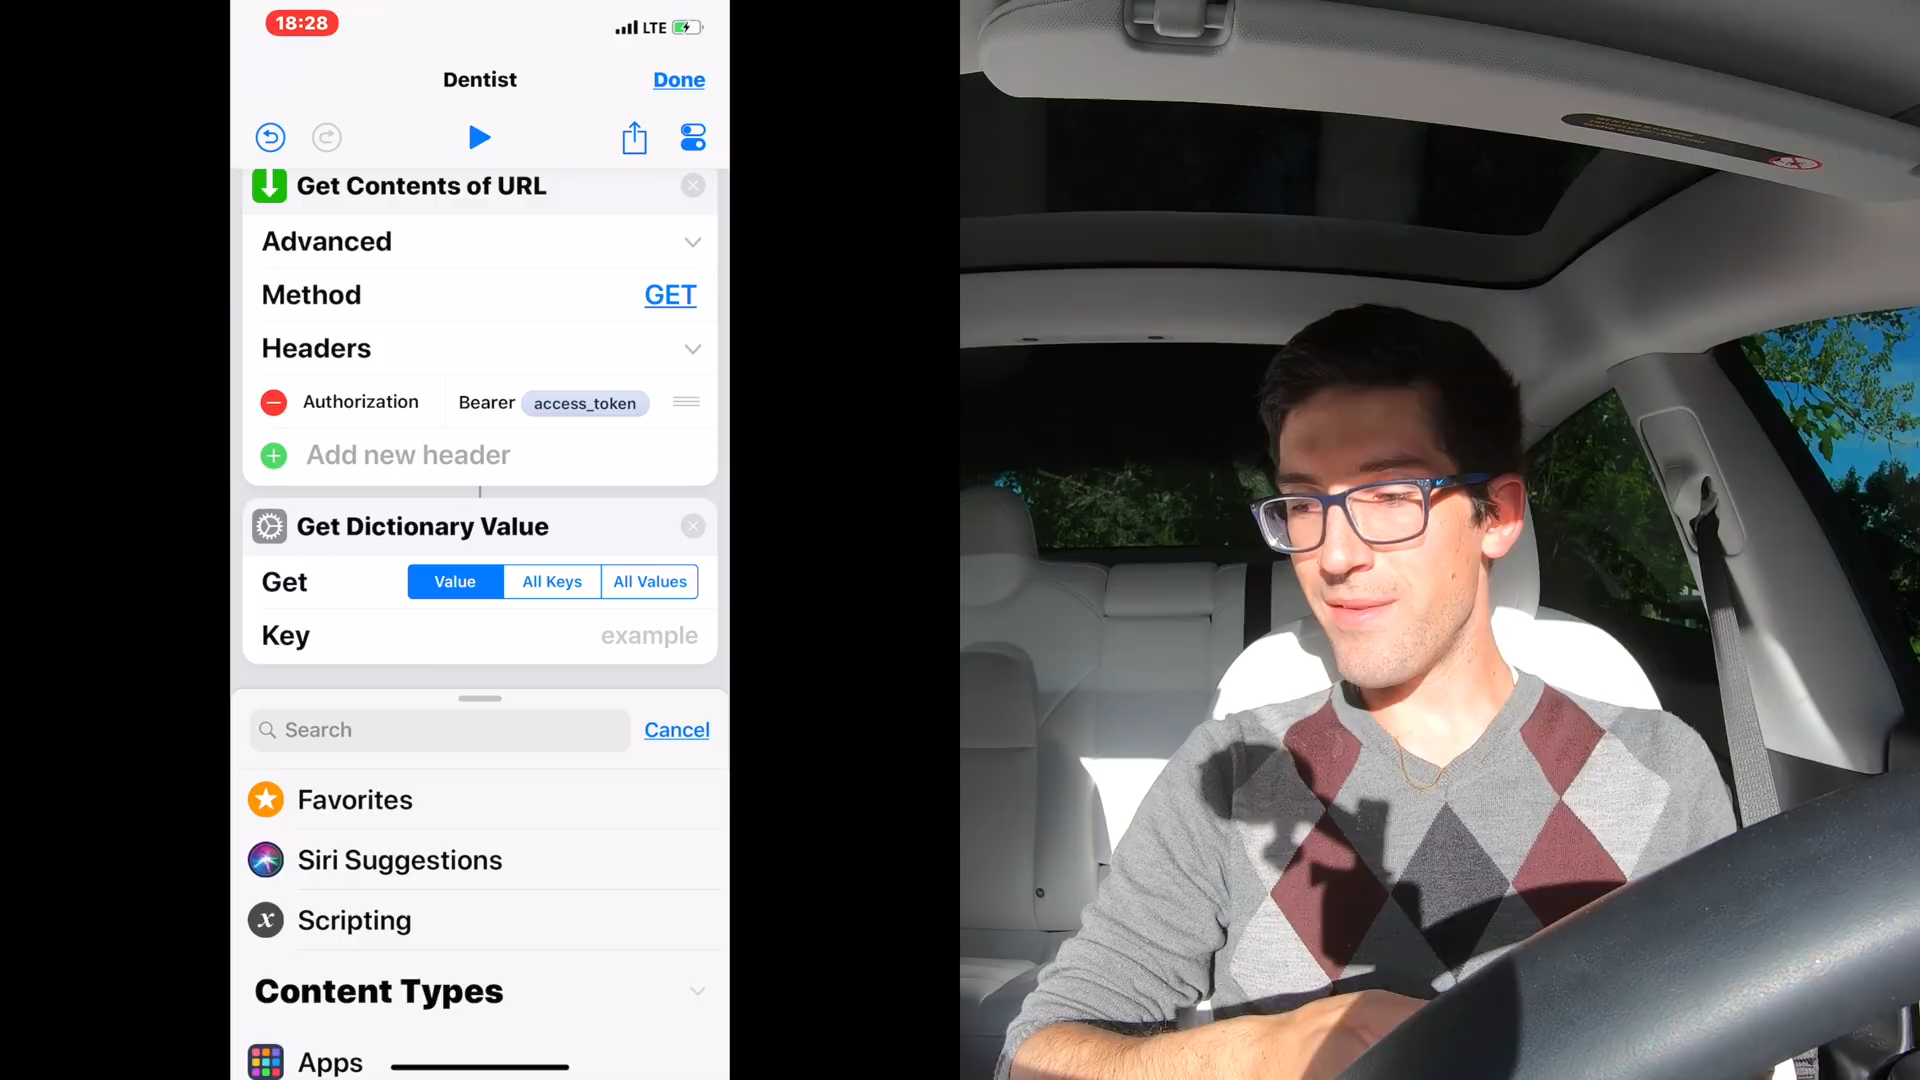 18:28
LTE
Dentist
Done
Get Contents of URL
Advanced
Method
GET
Headers
Authorization
Bearer access_token
Add new header
Get Dictionary Value
Get
Value
All Keys
All Values
Key
example
Search
Cancel
Favorites
Siri Suggestions
x Scripting
Content Types
Apps